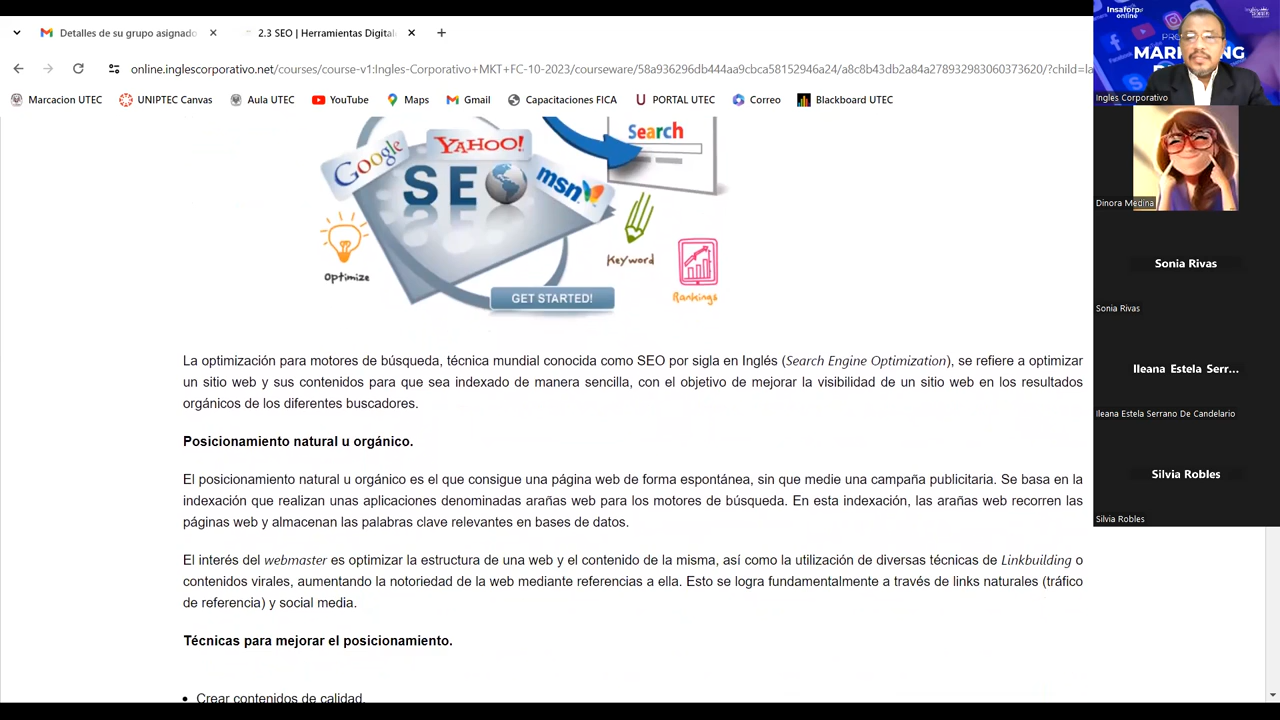 Detalles de su grupo asignado
2.3 SEO | Herramientas Digital
online.inglescorporativo.net/courses/course-v1:Ingles-Corporativo+MKT+FC-10-2023/courseware/58a936296db444aa9cbca58152946a24/a8c8b43db2a84a278932983060373620/?child=la
Marcacion UTEC
UNIPTEC Canvas
Aula UTEC
YouTube
Maps
Gmail
Capacitaciones FICA
PORTAL UTEC
Correo
Blackboard UTEC
Google
YAHOO!
Search
SEO
msn
Optimize
Keyword
Rankings
GET STARTED!
La optimización para motores de búsqueda, técnica mundial conocida como SEO por sigla en Inglés (Search Engine Optimization), se refiere a optimizar
un sitio web y sus contenidos para que sea indexado de manera sencilla, con el objetivo de mejorar la visibilidad de un sitio web en los resultados
orgánicos de los diferentes buscadores.
Posicionamiento natural u orgánico.
El posicionamiento natural u orgánico es el que consigue una página web de forma espontánea, sin que medie una campaña publicitaria. Se basa en la
indexación que realizan unas aplicaciones denominadas arañas web para los motores de búsqueda. En esta indexación, las arañas web recorren las
páginas web y almacenan las palabras clave relevantes en bases de datos.
El interés del webmaster es optimizar la estructura de una web y el contenido de la misma, así como la utilización de diversas técnicas de Linkbuilding o
contenidos virales, aumentando la notoriedad de la web mediante referencias a ella. Esto se logra fundamentalmente a través de links naturales (tráfico
de referencia) y social media.
Técnicas para mejorar el posicionamiento.
• Crear contenidos de calidad.
Insaforp
online
MARKETING
Ingles Corporativo
Dinora Medina
Sonia Rivas
Sonia Rivas
Ileana Estela Serr...
Ileana Estela Serrano De Candelario
Silvia Robles
Silvia Robles